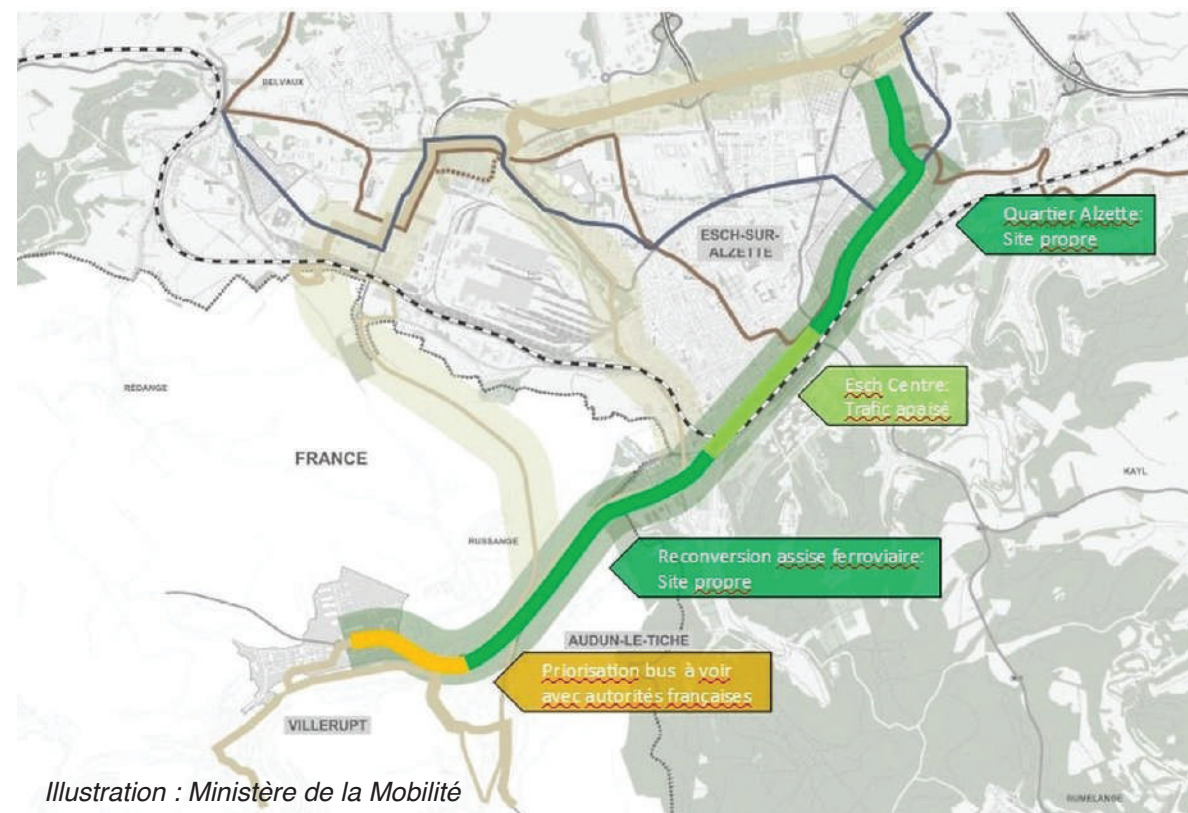 BELVAUX
ESCH-SUR-
ALZETTE
Quartier Alzette:
Site propre
Esch Centre:
Trafic apaisé
RÉDANGE
FRANCE
KAYL
RUSSANGE
Reconversion assise ferroviaire:
Site propre
AUDUN-LE-TICHE
Priorisation bus à voir
avec autorités françaises
VILLERUPT
Illustration : Ministère de la Mobilité
RUMELANGE